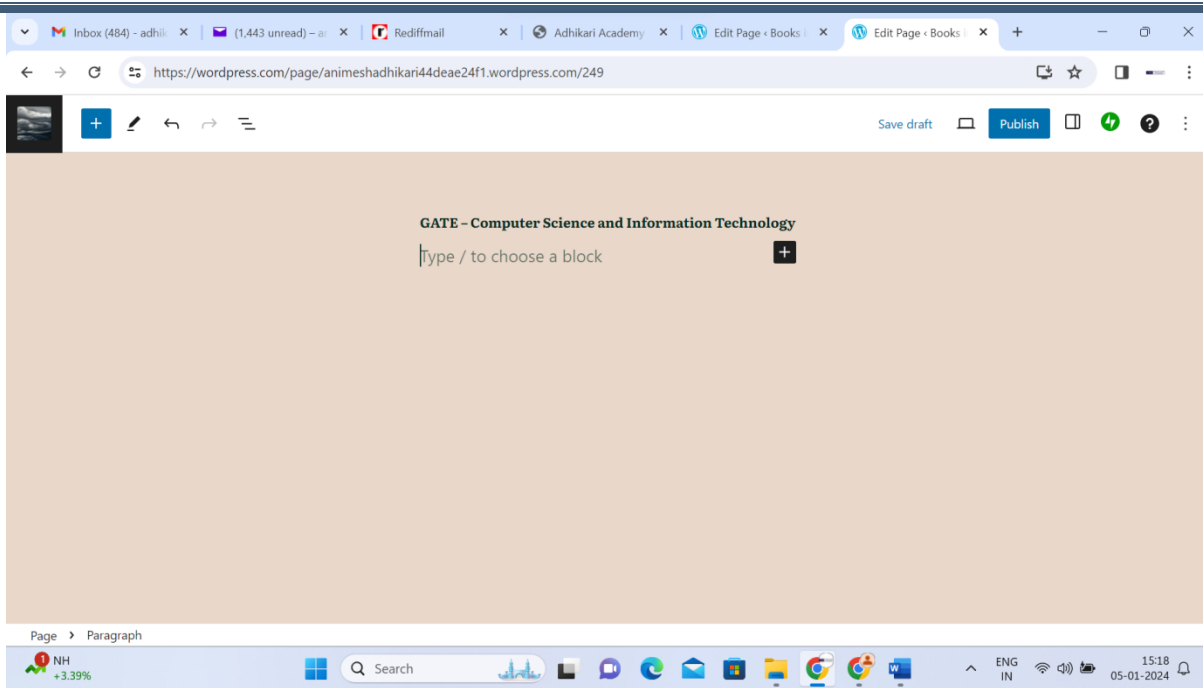 Inbox (484) - adhik
(1,443 unread) – a
Rediffmail
Adhikari Academy
Edit Page ‹ Books i
Edit Page ‹ Books i
https://wordpress.com/page/animeshadhikari44deae24f1.wordpress.com/249
Save draft
Publish
GATE – Computer Science and Information Technology
Type / to choose a block
Page › Paragraph
1
NH
+3.39%
Search
ENG
IN
15:18
05-01-2024